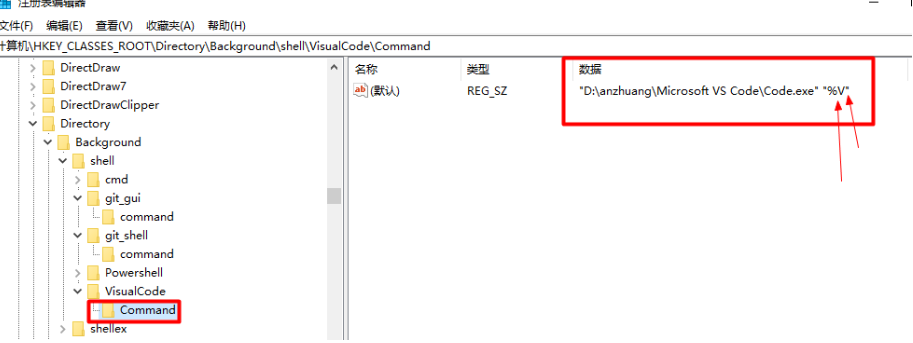 注册表编辑器
文件(F) 编辑(E) 查看(V) 收藏夹(A) 帮助(H)
计算机\HKEY_CLASSES_ROOT\Directory\Background\shell\VisualCode\Command
DirectDraw
DirectDraw7
DirectDrawClipper
Directory
Background
shell
cmd
git_gui
command
git_shell
command
Powershell
VisualCode
Command
shellex
名称 类型 数据
ab (默认) REG_SZ "D:\anzhuang\Microsoft VS Code\Code.exe" "%V"